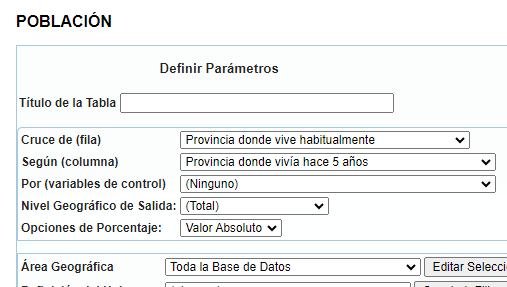 POBLACIÓN
Definir Parámetros
Título de la Tabla
Cruce de (fila) Provincia donde vive habitualmente
Según (columna) Provincia donde vivía hace 5 años
Por (variables de control) (Ninguno)
Nivel Geográfico de Salida: (Total)
Opciones de Porcentaje: Valor Absoluto
Área Geográfica Toda la Base de Datos Editar Selecci